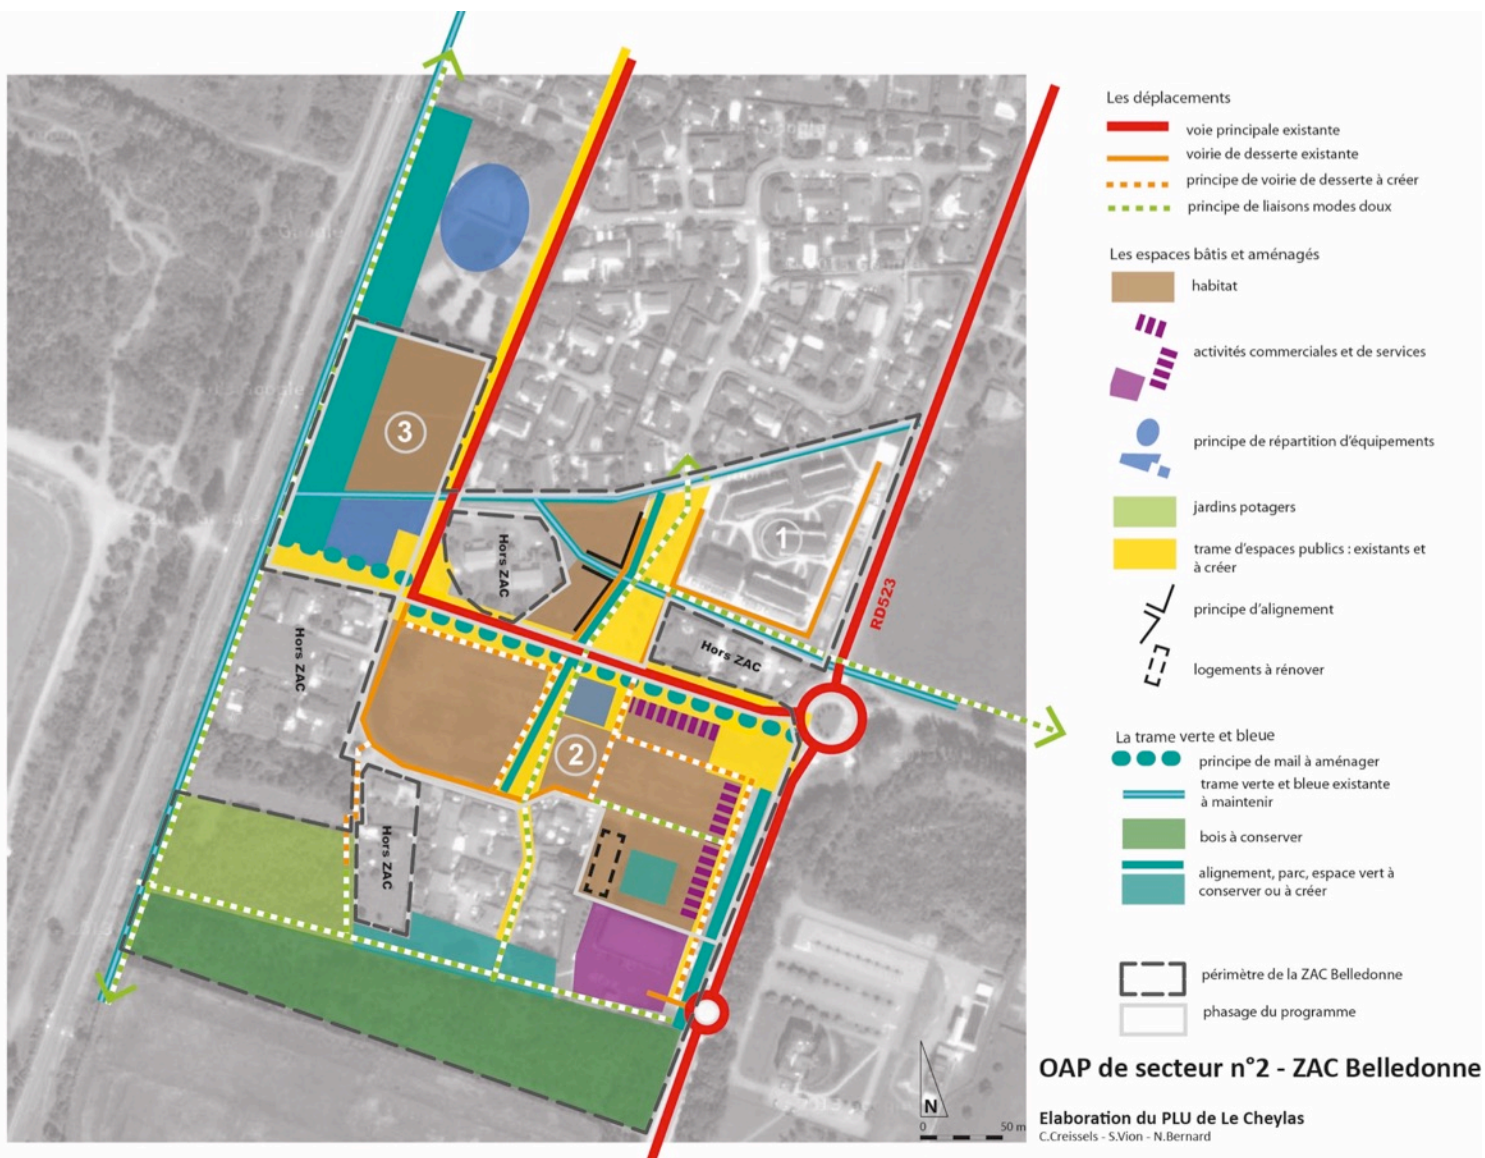 Les déplacements
voie principale existante
voirie de desserte existante
principe de voirie de desserte à créer
principe de liaisons modes doux
Les espaces bâtis et aménagés
habitat
activités commerciales et de services
principe de répartition d'équipements
jardins potagers
trame d'espaces publics : existants et
à créer
principe d'alignement
logements à rénover
La trame verte et bleue
principe de mail à aménager
trame verte et bleue existante
à maintenir
bois à conserver
alignement, parc, espace vert à
conserver ou à créer
périmètre de la ZAC Belledonne
phasage du programme
OAP de secteur n°2 - ZAC Belledonne
Elaboration du PLU de Le Cheylas
C.Creissels - S.Vion - N.Bernard
3
1
Hors ZAC
RD523
Hors ZAC
Hors ZAC
2
Hors ZAC
N
0 50 m
Google
Google
Google